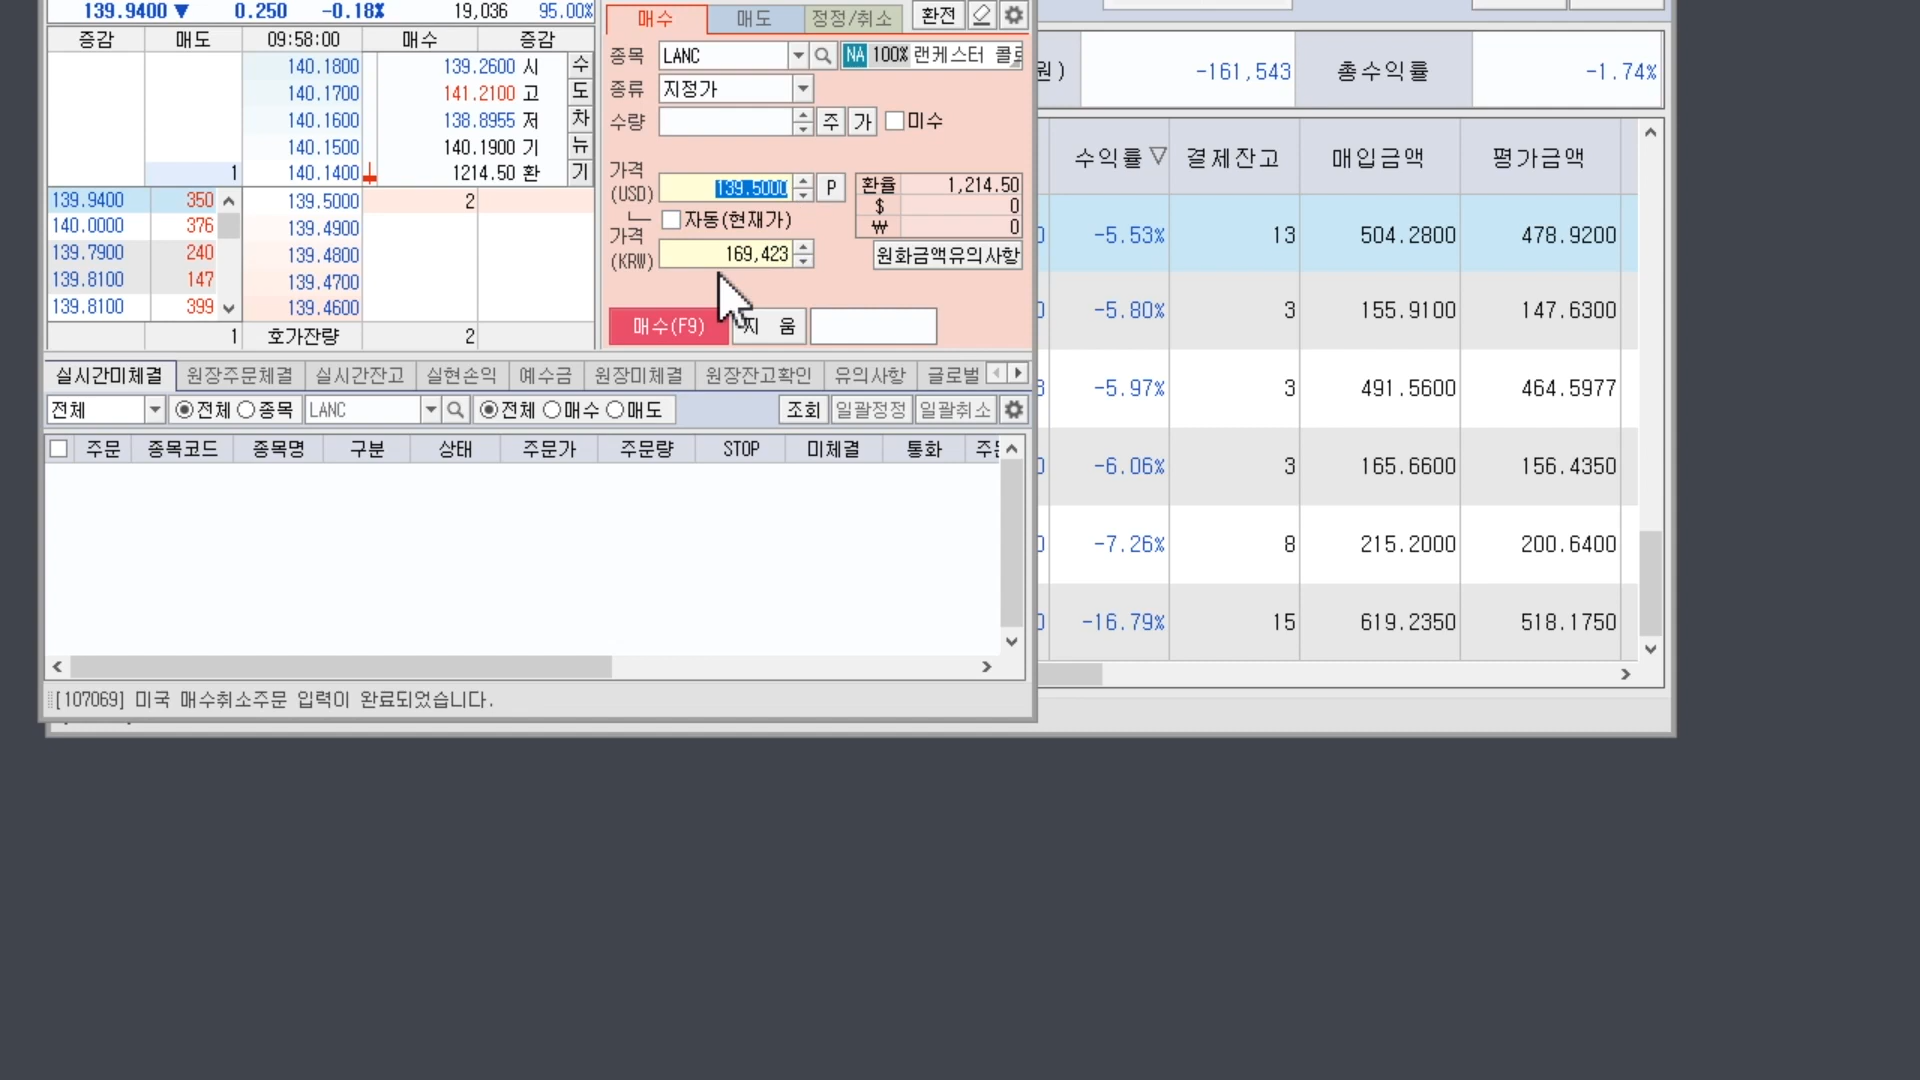 139.9400 ▼ 0.250 -0.18% 19,036 95.00%
증감 매도 09:58:00 매수 증감
140.1800 139.2600 시 수
140.1700 141.2100 고 도
140.1600 138.8955 저 차
140.1500 140.1900 기 뉴
1 140.1400 1214.50 환 기
139.9400 350 139.5000 2
140.0000 376 139.4900
139.7900 240 139.4800
139.8100 147 139.4700
139.8100 399 139.4600
1 호가잔량 2
매수 매도 정정/취소 환전
종목 LANC NA 100% 랜케스터
종류 지정가
수량 주 가 미수
가격
(USD) 139.5000 P
자동(현재가)
가격
(KRW) 169,423
환율 1,214.50
$ 0
₩ 0
원화금액유의사항
매수(F9) 지 움
실시간미체결 원장주문체결 실시간잔고 실현손익 예수금 원장미체결 원장잔고확인 유의사항 글로벌
전체 전체 종목 LANC 전체 매수 매도 조회 일괄정정 일괄취소
주문 종목코드 종목명 구분 상태 주문가 주문량 STOP 미체결 통화
[107069] 미국 매수취소주문 입력이 완료되었습니다.
원) -161,543 총수익률 -1.74%
수익률▽ 결제잔고 매입금액 평가금액
-5.53% 13 504.2800 478.9200
-5.80% 3 155.9100 147.6300
-5.97% 3 491.5600 464.5977
-6.06% 3 165.6600 156.4350
-7.26% 8 215.2000 200.6400
-16.79% 15 619.2350 518.1750